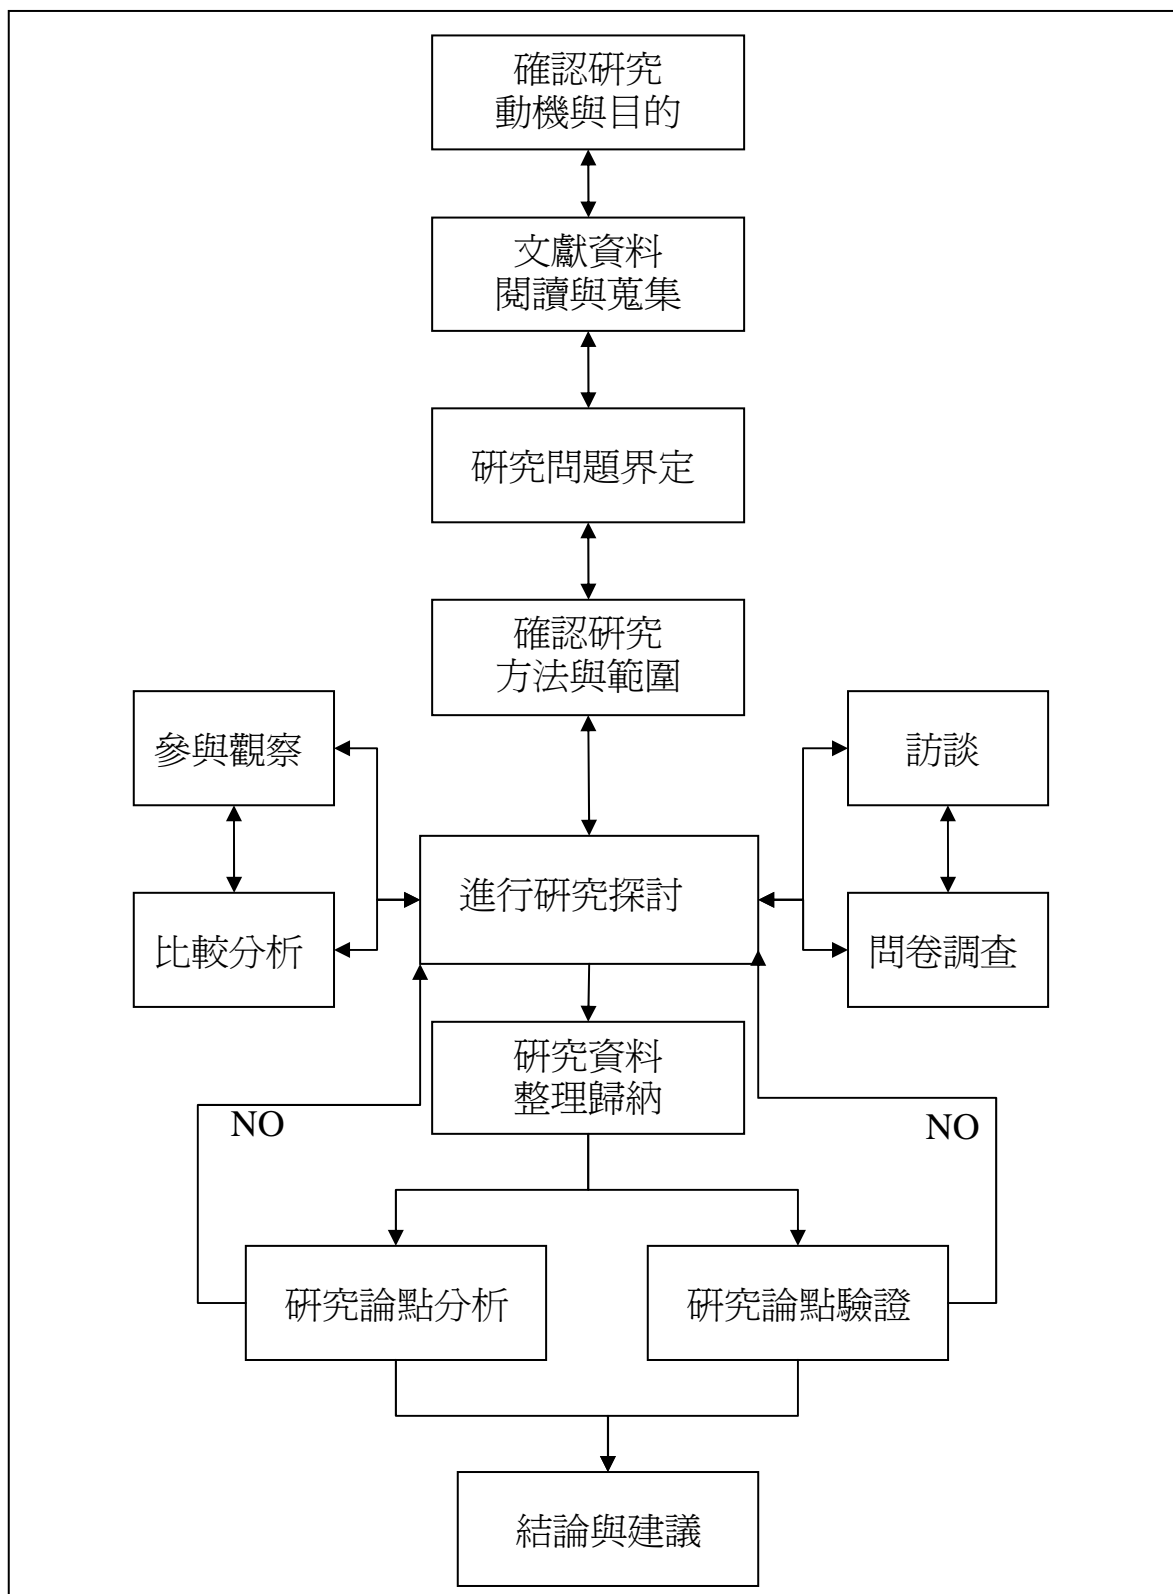 確認研究
動機與目的
文獻資料
閱讀與蒐集
研究問題界定
確認研究
方法與範圍
參與觀察
訪談
進行研究探討
比較分析
問卷調查
研究資料
整理歸納
NO
NO
研究論點分析
研究論點驗證
結論與建議